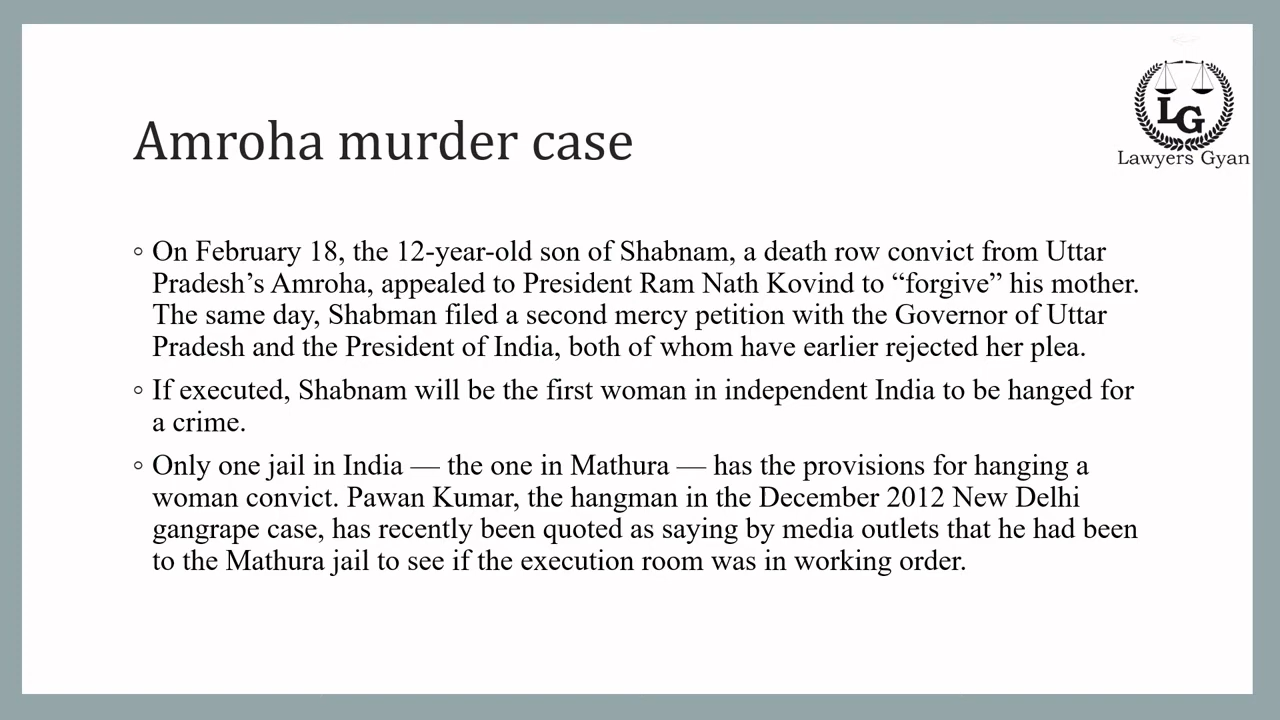 LG
Lawyers Gyan
Amroha murder case
◦ On February 18, the 12-year-old son of Shabnam, a death row convict from Uttar
Pradesh’s Amroha, appealed to President Ram Nath Kovind to “forgive” his mother.
The same day, Shabman filed a second mercy petition with the Governor of Uttar
Pradesh and the President of India, both of whom have earlier rejected her plea.
◦ If executed, Shabnam will be the first woman in independent India to be hanged for
a crime.
◦ Only one jail in India — the one in Mathura — has the provisions for hanging a
woman convict. Pawan Kumar, the hangman in the December 2012 New Delhi
gangrape case, has recently been quoted as saying by media outlets that he had been
to the Mathura jail to see if the execution room was in working order.